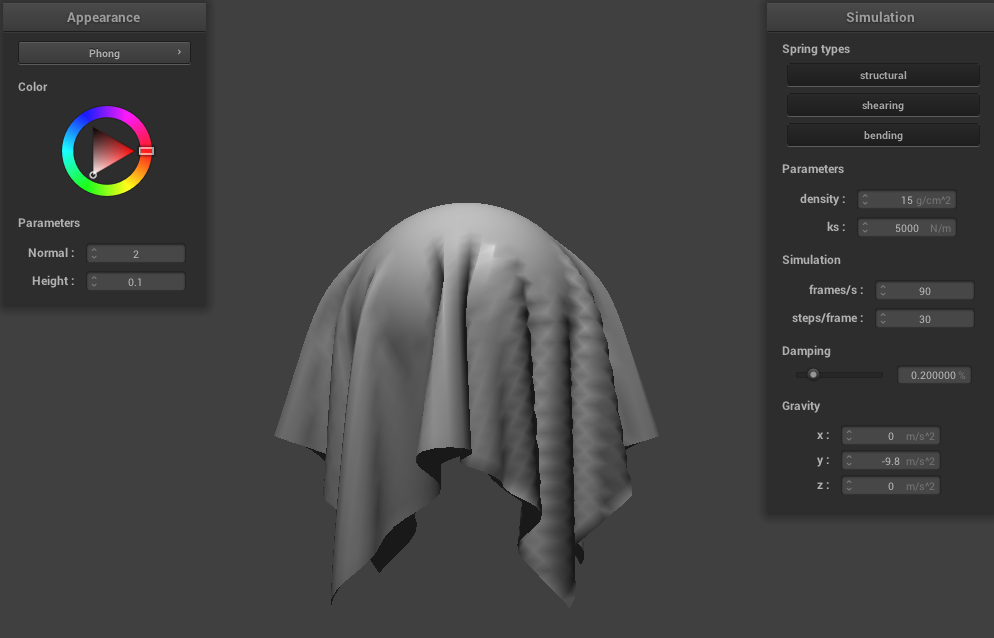 Appearance
Phong
Color
Parameters
Normal : 2
Height : 0.1
Simulation
Spring types
structural
shearing
bending
Parameters
density : 15 g/cm^2
ks : 5000 N/m
Simulation
frames/s : 90
steps/frame : 30
Damping
0.200000 %
Gravity
x : 0 m/s^2
y : -9.8 m/s^2
z : 0 m/s^2